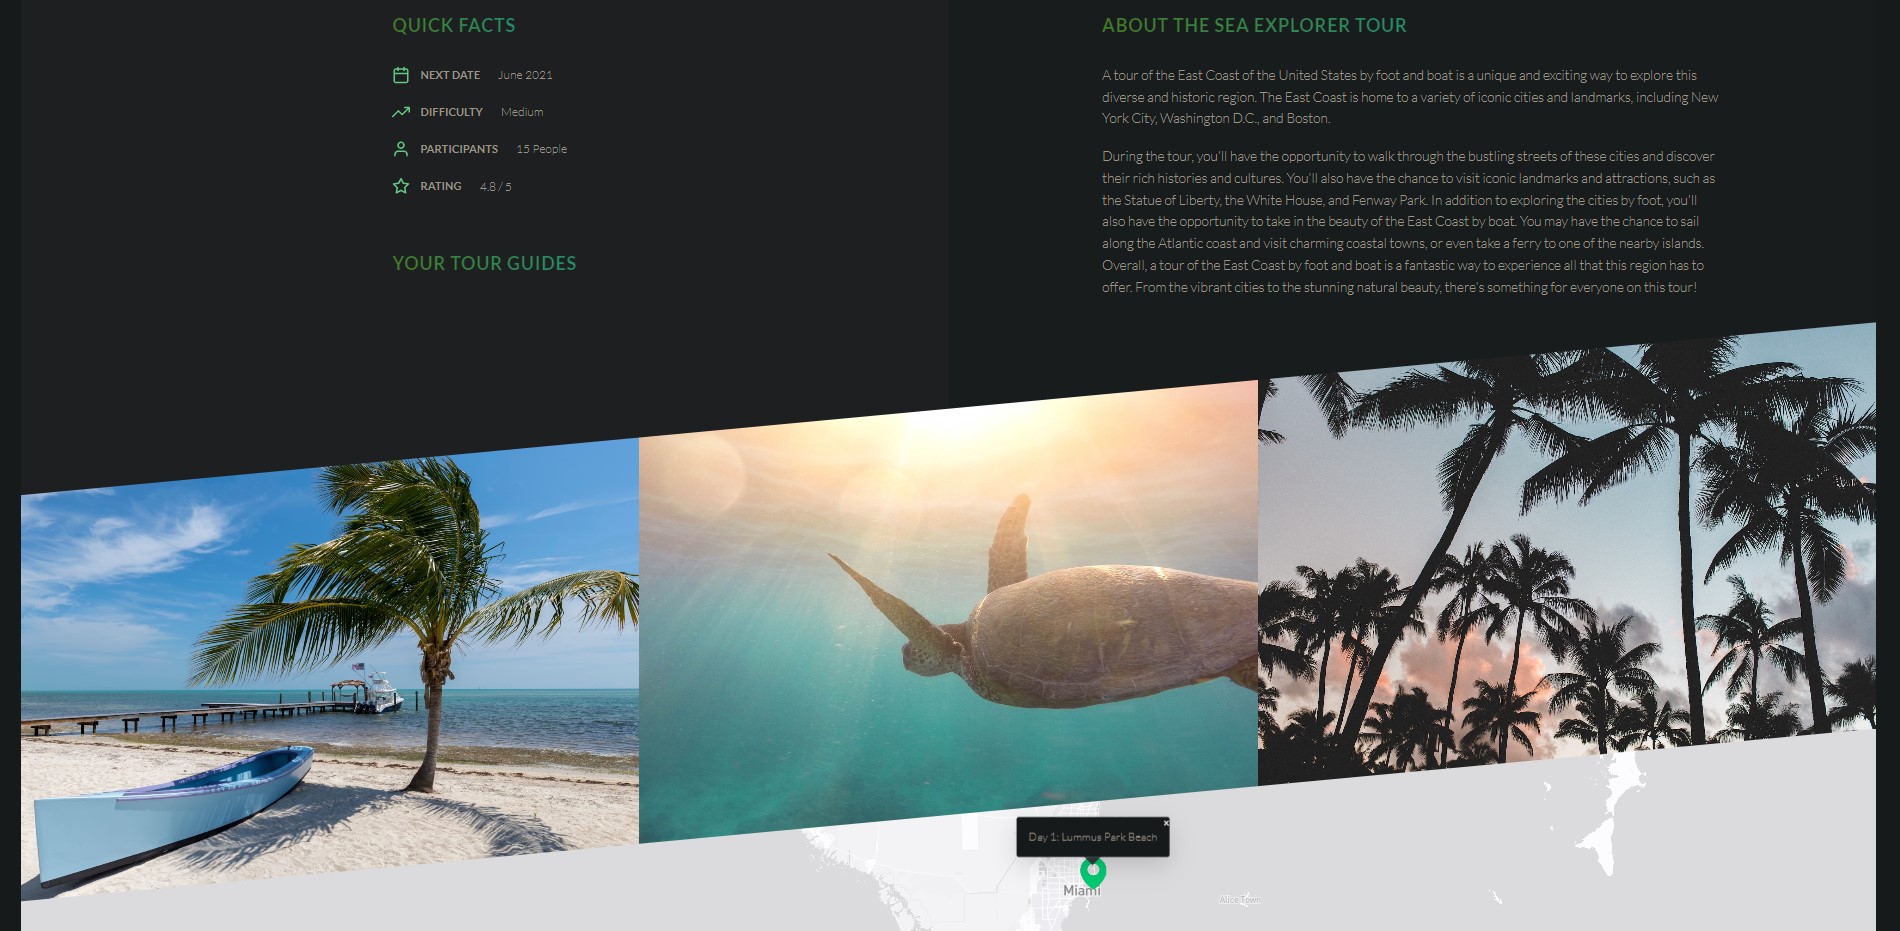 QUICK FACTS
NEXT DATE June 2021
DIFFICULTY Medium
PARTICIPANTS 15 People
RATING 4.8 / 5
YOUR TOUR GUIDES
ABOUT THE SEA EXPLORER TOUR
A tour of the East Coast of the United States by foot and boat is a unique and exciting way to explore this
diverse and historic region. The East Coast is home to a variety of iconic cities and landmarks, including New
York City, Washington D.C., and Boston.
During the tour, you'll have the opportunity to walk through the bustling streets of these cities and discover
their rich histories and cultures. You'll also have the chance to visit iconic landmarks and attractions, such as
the Statue of Liberty, the White House, and Fenway Park. In addition to exploring the cities by foot, you'll
also have the opportunity to take in the beauty of the East Coast by boat. You may have the chance to sail
along the Atlantic coast and visit charming coastal towns, or even take a ferry to one of the nearby islands.
Overall, a tour of the East Coast by foot and boat is a fantastic way to experience all that this region has to
offer. From the vibrant cities to the stunning natural beauty, there's something for everyone on this tour!
Day 1: Lummus Park Beach
×
Miami
Alice Town